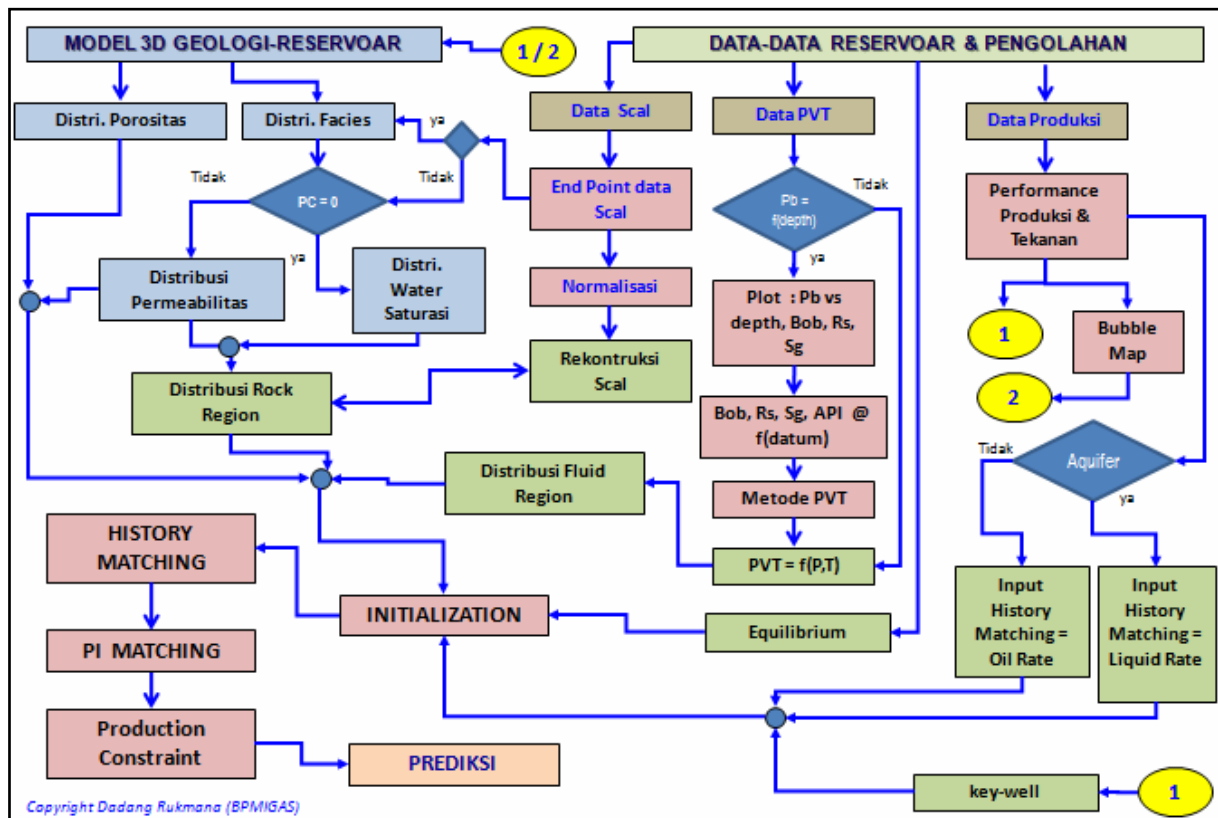 MODEL 3D GEOLOGI-RESERVOAR
1 / 2
DATA-DATA RESERVOAR & PENGOLAHAN
Distri. Porositas
Distri. Facies
ya
Data Scal
Data PVT
Data Produksi
Tidak
PC = 0
Tidak
End Point data
Scal
Pb =
f(depth)
Tidak
Performance
Produksi &
Tekanan
ya
ya
Distribusi
Permeabilitas
Distri.
Water
Saturasi
Normalisasi
Plot : Pb vs
depth, Bob, Rs,
Sg
1
Bubble
Map
Distribusi Rock
Region
Rekontruksi
Scal
2
Bob, Rs, Sg, API @
f(datum)
Tidak
Aquifer
ya
Distribusi Fluid
Region
Metode PVT
HISTORY
MATCHING
PVT = f(P,T)
INITIALIZATION
Equilibrium
Input
History
Matching =
Oil Rate
Input
History
Matching =
Liquid Rate
PI MATCHING
Production
Constraint
PREDIKSI
key-well
1
Copyright Dadang Rukmana (BPMIGAS)